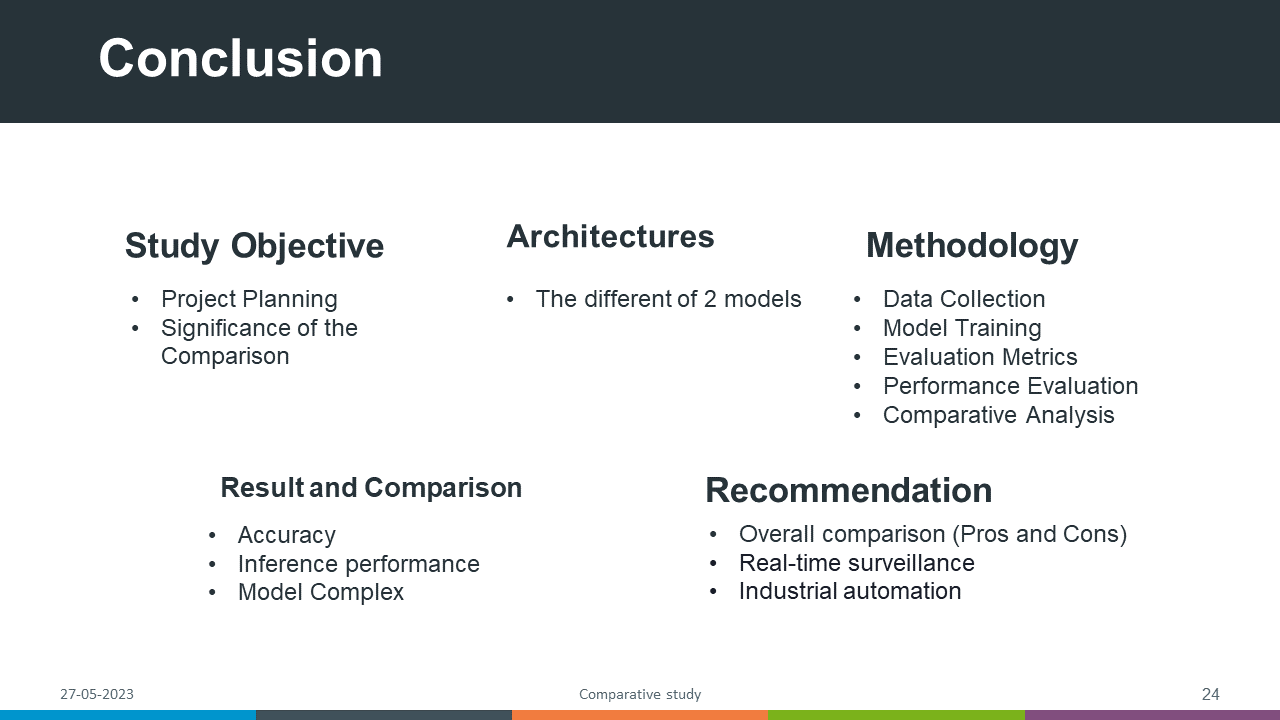 Conclusion
Study Objective
• Project Planning
• Significance of the
Comparison
Architectures
• The different of 2 models
Methodology
• Data Collection
• Model Training
• Evaluation Metrics
• Performance Evaluation
• Comparative Analysis
Result and Comparison
• Accuracy
• Inference performance
• Model Complex
Recommendation
• Overall comparison (Pros and Cons)
• Real-time surveillance
• Industrial automation
27-05-2023
Comparative study
24